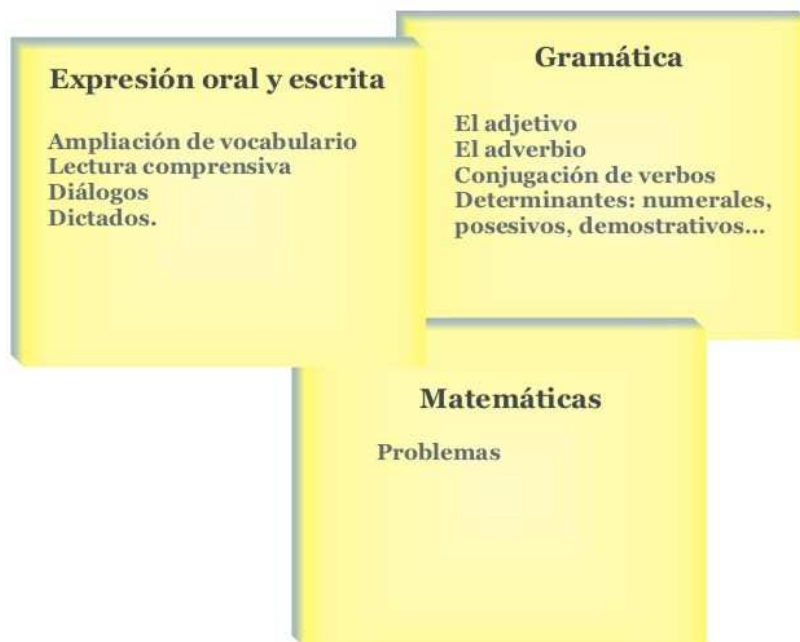 Expresión oral y escrita
Ampliación de vocabulario
Lectura comprensiva
Diálogos
Dictados.
Gramática
El adjetivo
El adverbio
Conjugación de verbos
Determinantes: numerales,
posesivos, demostrativos...
Matemáticas
Problemas